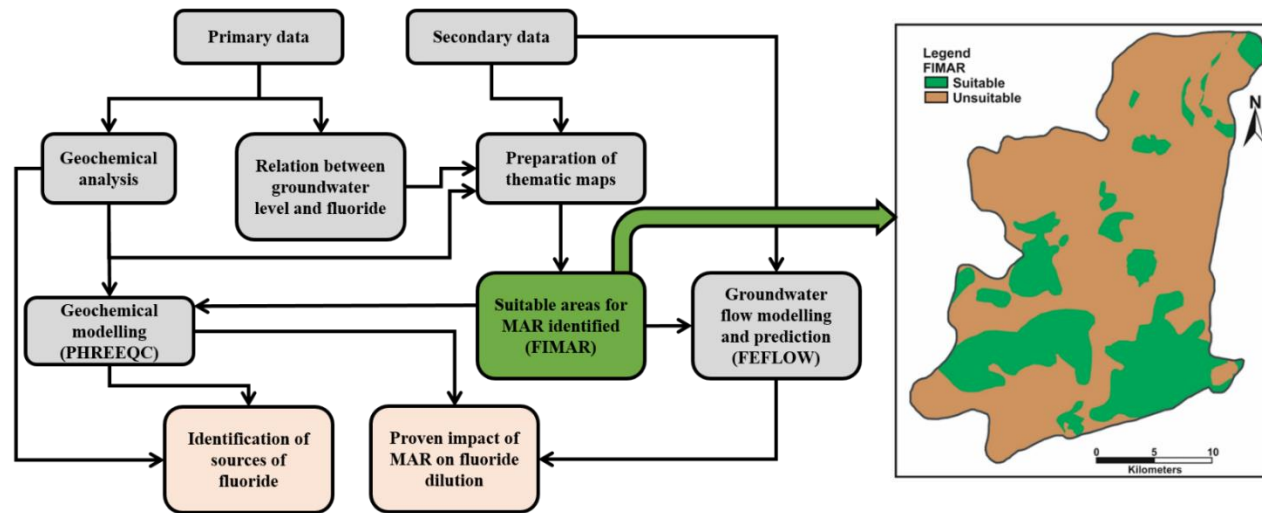 Primary data
Secondary data
Geochemical
analysis
Relation between
groundwater
level and fluoride
Preparation of
thematic maps
Geochemical
modelling
(PHREEQC)
Suitable areas for
MAR identified
(FIMAR)
Groundwater
flow modelling
and prediction
(FEFLOW)
Identification of
sources of
fluoride
Proven impact of
MAR on fluoride
dilution
Legend
FIMAR
Suitable
Unsuitable
N
0 5 10
Kilometers